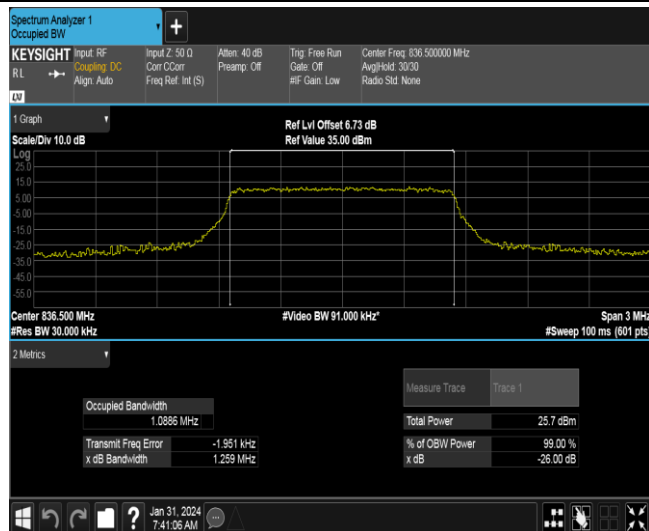 Spectrum Analyzer 1
Occupied BW
+
KEYSIGHT
RL
Input: RF
Coupling: DC
Align: Auto
Input Z: 50 Ω
Corr CCorr
Freq Ref: Int (S)
Atten: 40 dB
Preamp: Off
Trig: Free Run
Gate: Off
#IF Gain: Low
Center Freq: 836.500000 MHz
Avg|Hold: 30/30
Radio Std: None
LXI
1 Graph
Scale/Div 10.0 dB
Ref Lvl Offset 6.73 dB
Ref Value 35.00 dBm
Log
25.0
15.0
5.00
-5.00
-15.0
-25.0
-35.0
-45.0
-55.0
Center 836.500 MHz
#Res BW 30.000 kHz
#Video BW 91.000 kHz*
Span 3 MHz
#Sweep 100 ms (601 pts)
2 Metrics
Measure Trace Trace 1
Occupied Bandwidth
1.0886 MHz
Total Power 25.7 dBm
Transmit Freq Error -1.951 kHz
% of OBW Power 99.00 %
x dB Bandwidth 1.259 MHz
x dB -26.00 dB
?
Jan 31, 2024
7:41:06 AM